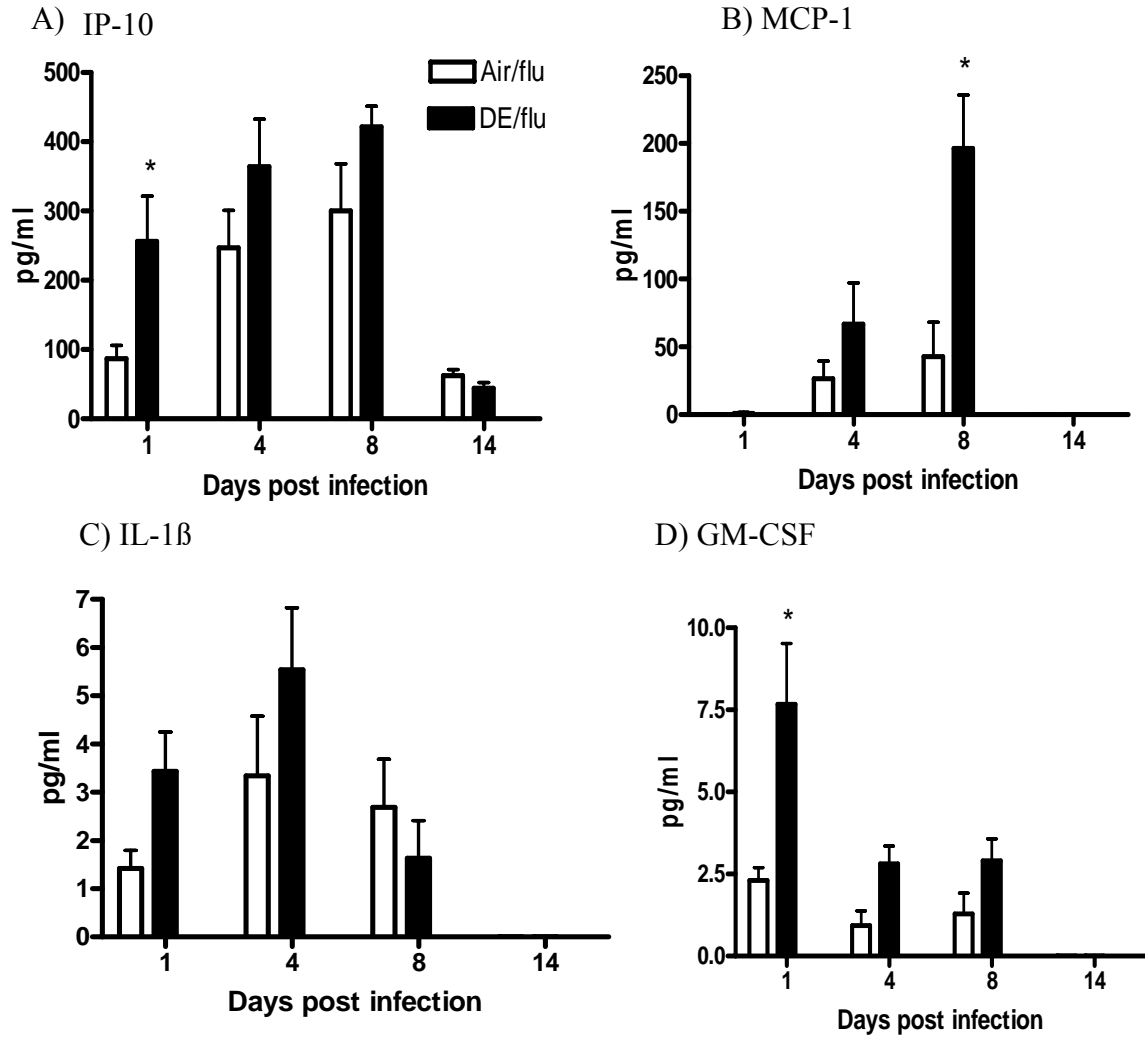 A) IP-10
Air/flu
DE/flu
500
400
300
200
100
0
*
pg/ml
1 4 8 14
Days post infection
B) MCP-1
250
200
150
100
50
0
*
pg/ml
1 4 8 14
Days post infection
C) IL-1ß
7
6
5
4
3
2
1
0
pg/ml
1 4 8 14
Days post infection
D) GM-CSF
10.0
7.5
5.0
2.5
0.0
*
pg/ml
1 4 8 14
Days post infection